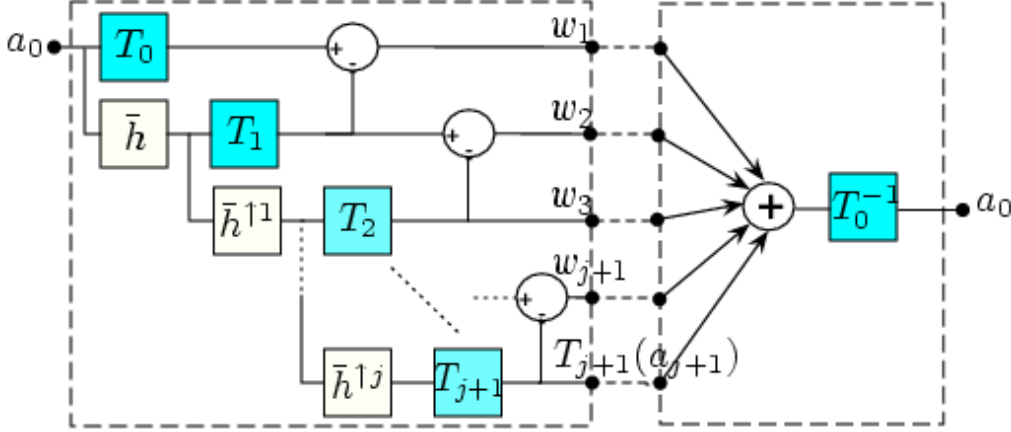 a₀ T₀ + - w₁
h̄ T₁ + - w₂
h̄↑¹ T₂ w₃ + T₀⁻¹ a₀
+ - wⱼ₊₁
h̄↑ʲ Tⱼ₊₁ Tⱼ₊₁(aⱼ₊₁)